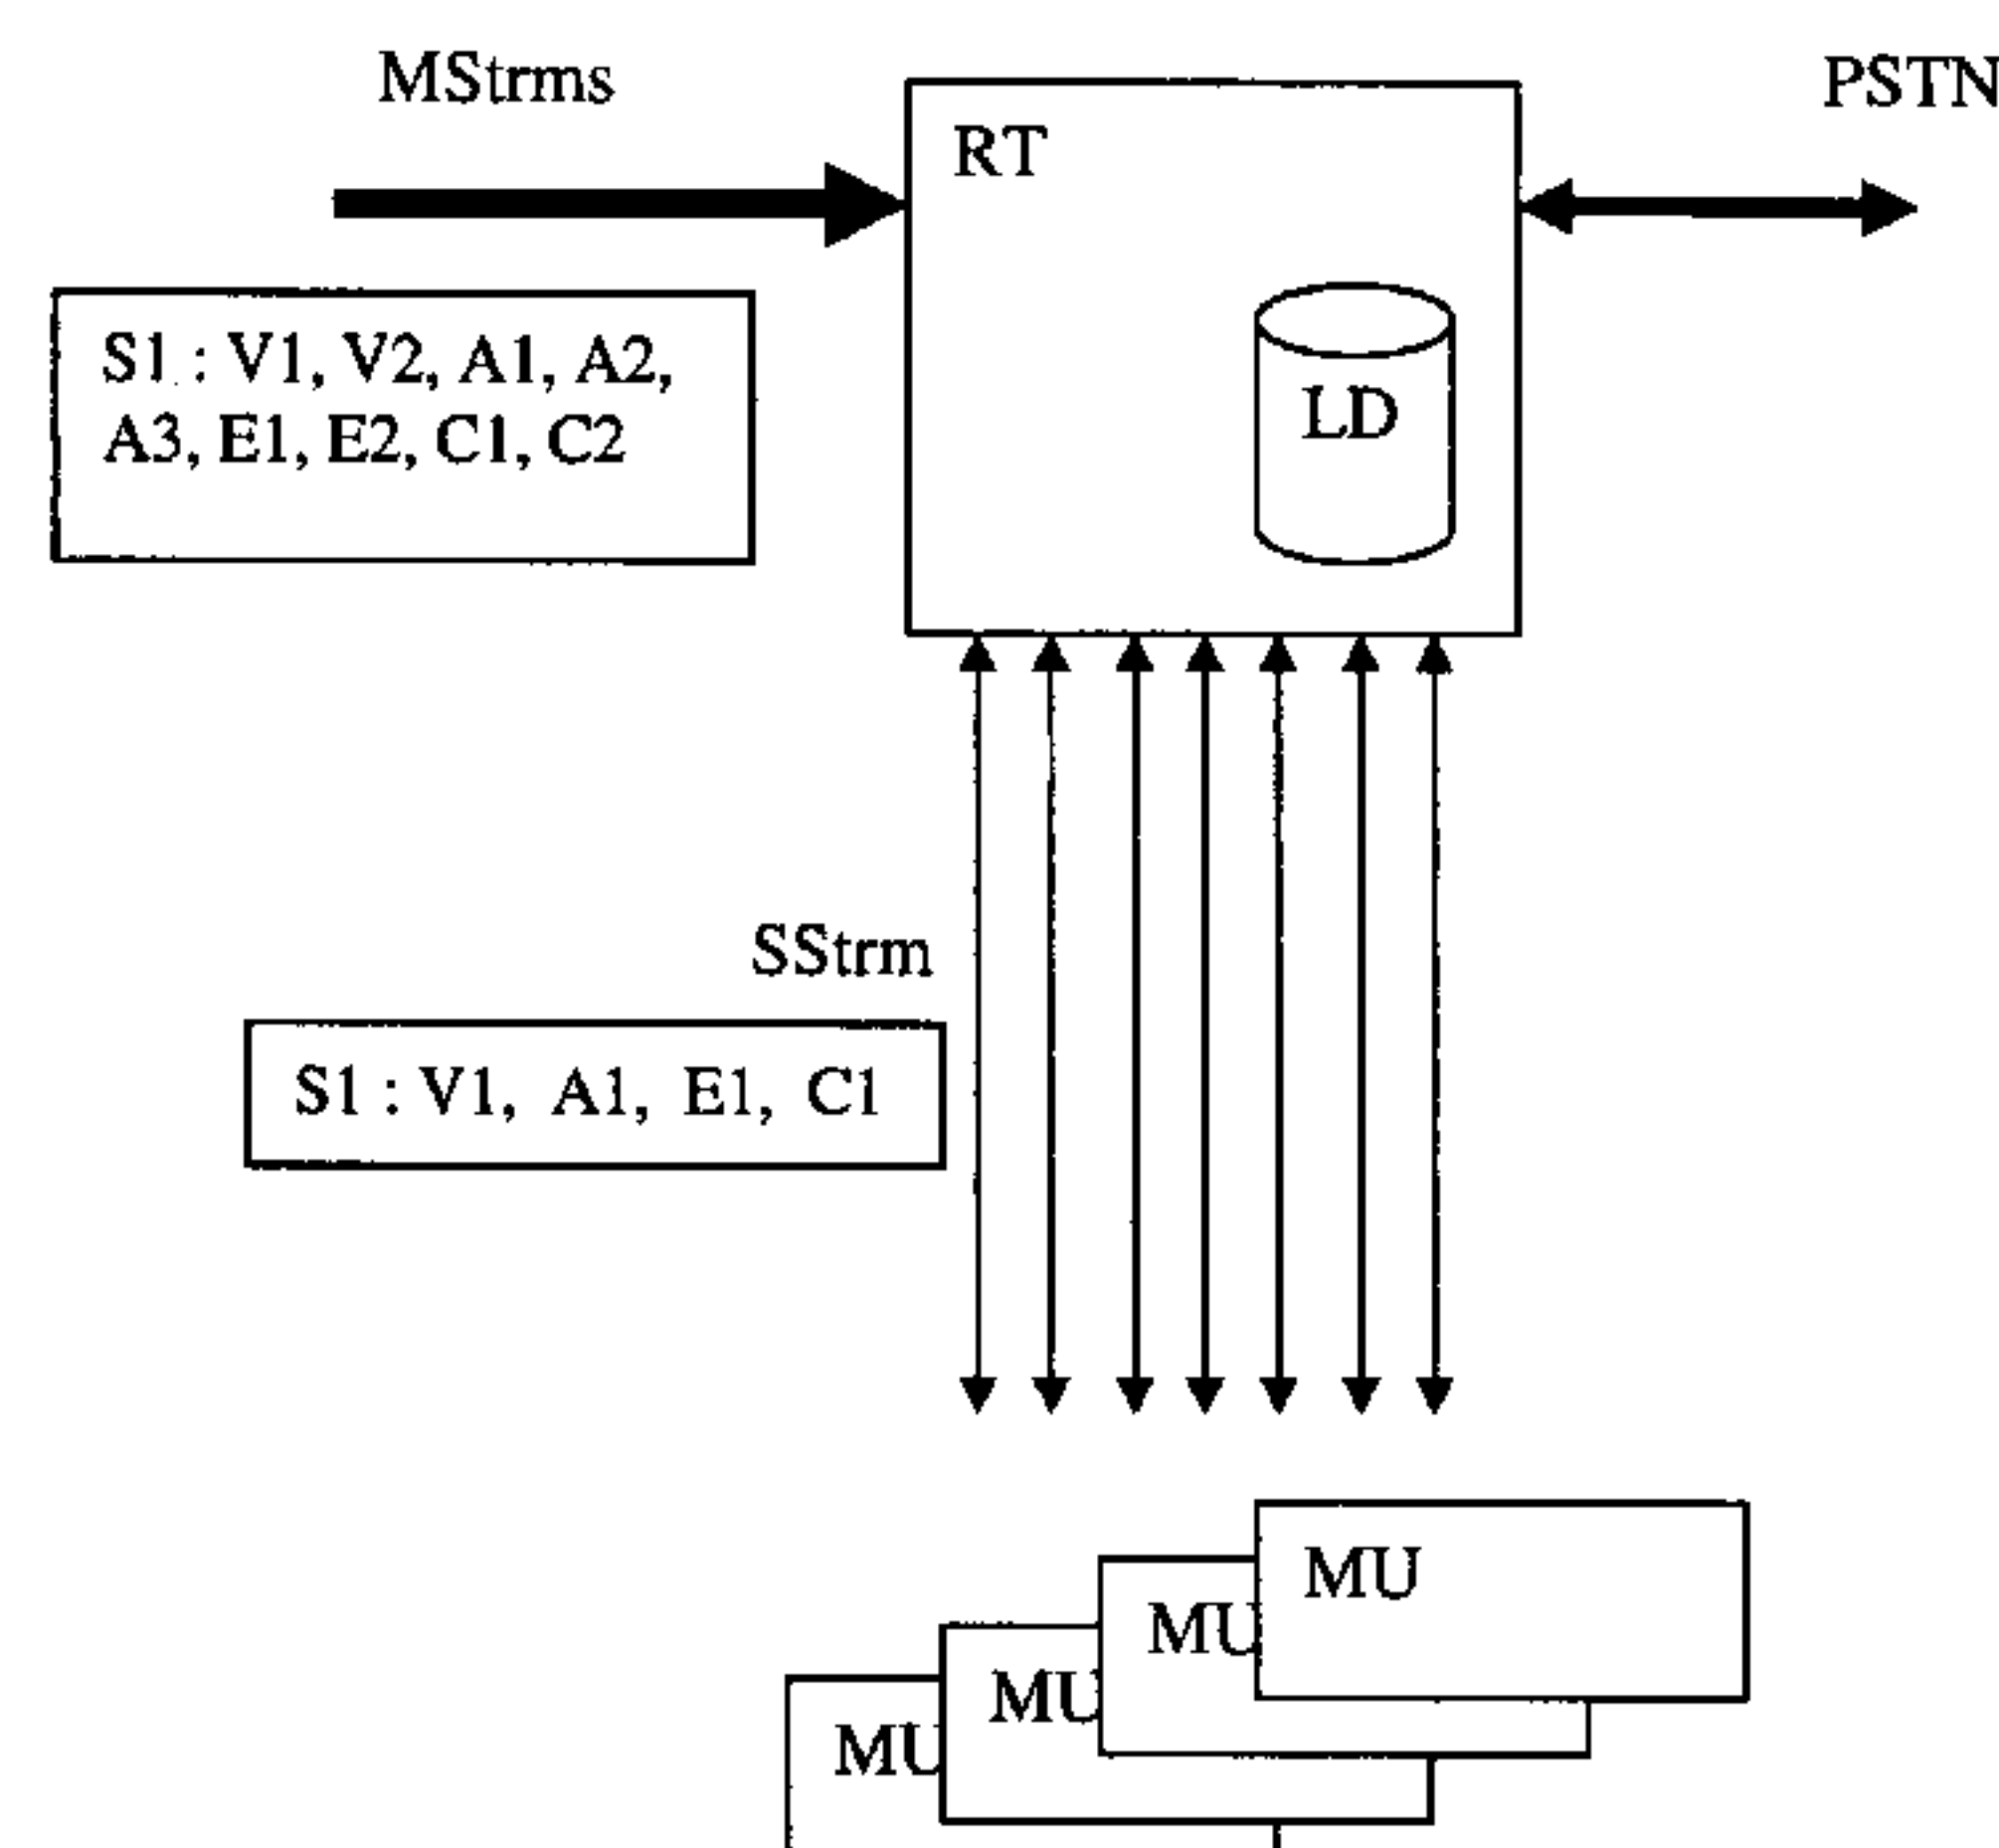 MStrms
PSTN
RT
S1 : V1, V2, A1, A2,
A3, E1, E2, C1, C2
LD
SStrm
S1 : V1, A1, E1, C1
MU
MU
MU
MU